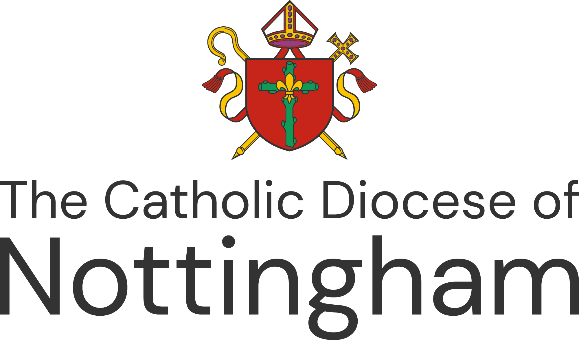 The Catholic Diocese of
Nottingham